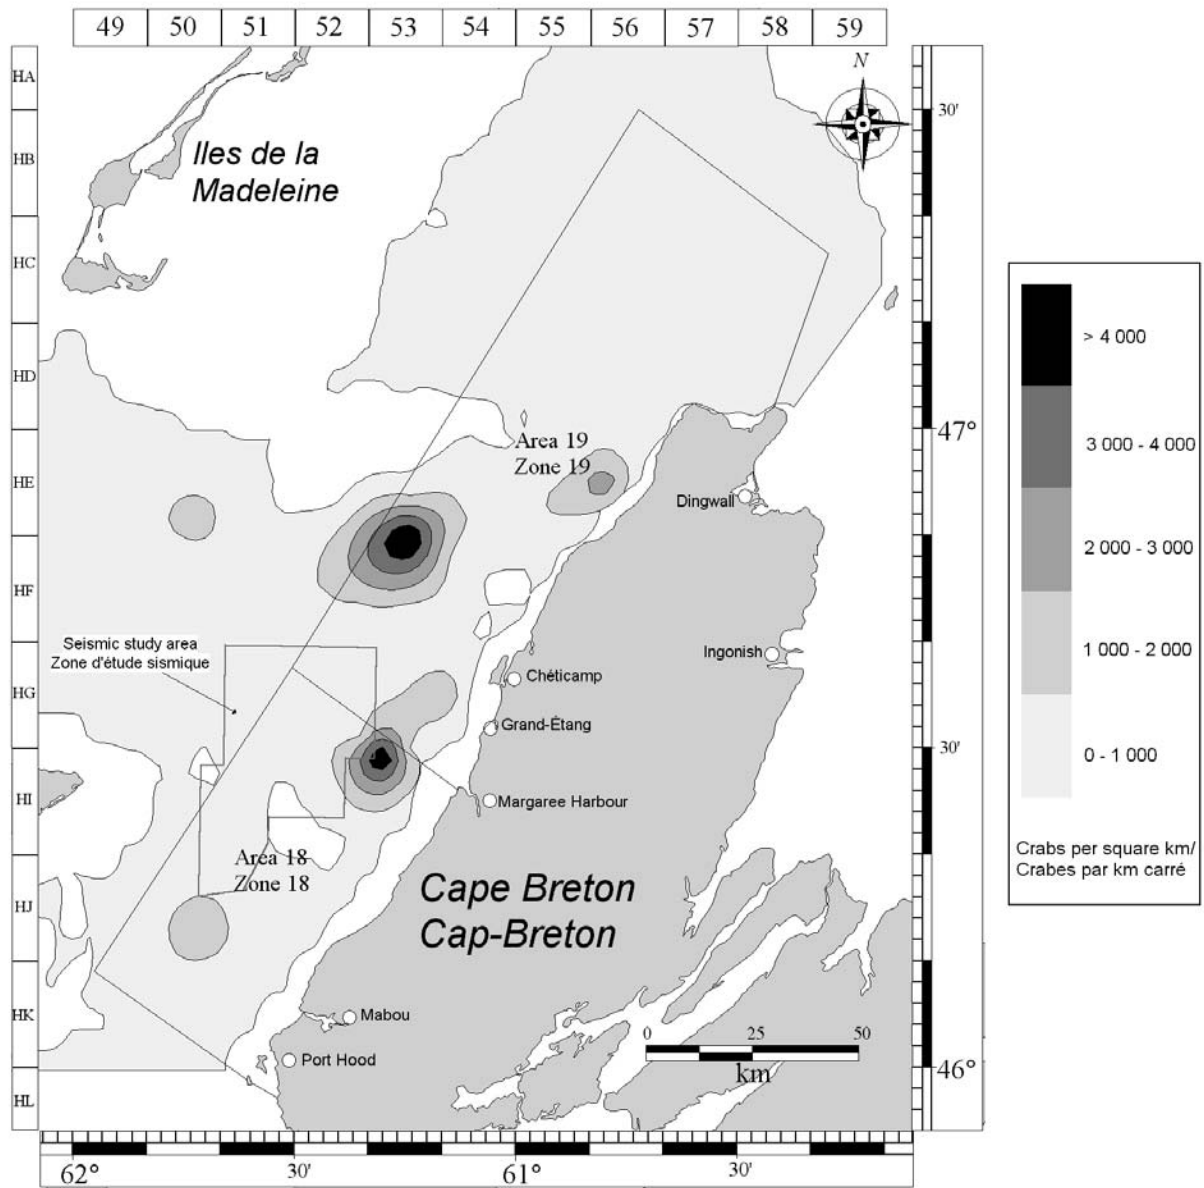 49 50 51 52 53 54 55 56 57 58 59
HA
HB
HC
HD
HE
HF
HG
HI
HJ
HK
HL
N
30'
47°
30'
46°
Iles de la
Madeleine
Area 19
Zone 19
Dingwall
Seismic study area
Zone d'étude sismique
Ingonish
Chéticamp
Grand-Étang
Margaree Harbour
Area 18
Zone 18
Cape Breton
Cap-Breton
Mabou
Port Hood
0 25 50
km
62° 30' 61° 30'
> 4 000
3 000 - 4 000
2 000 - 3 000
1 000 - 2 000
0 - 1 000
Crabs per square km/
Crabes par km carré